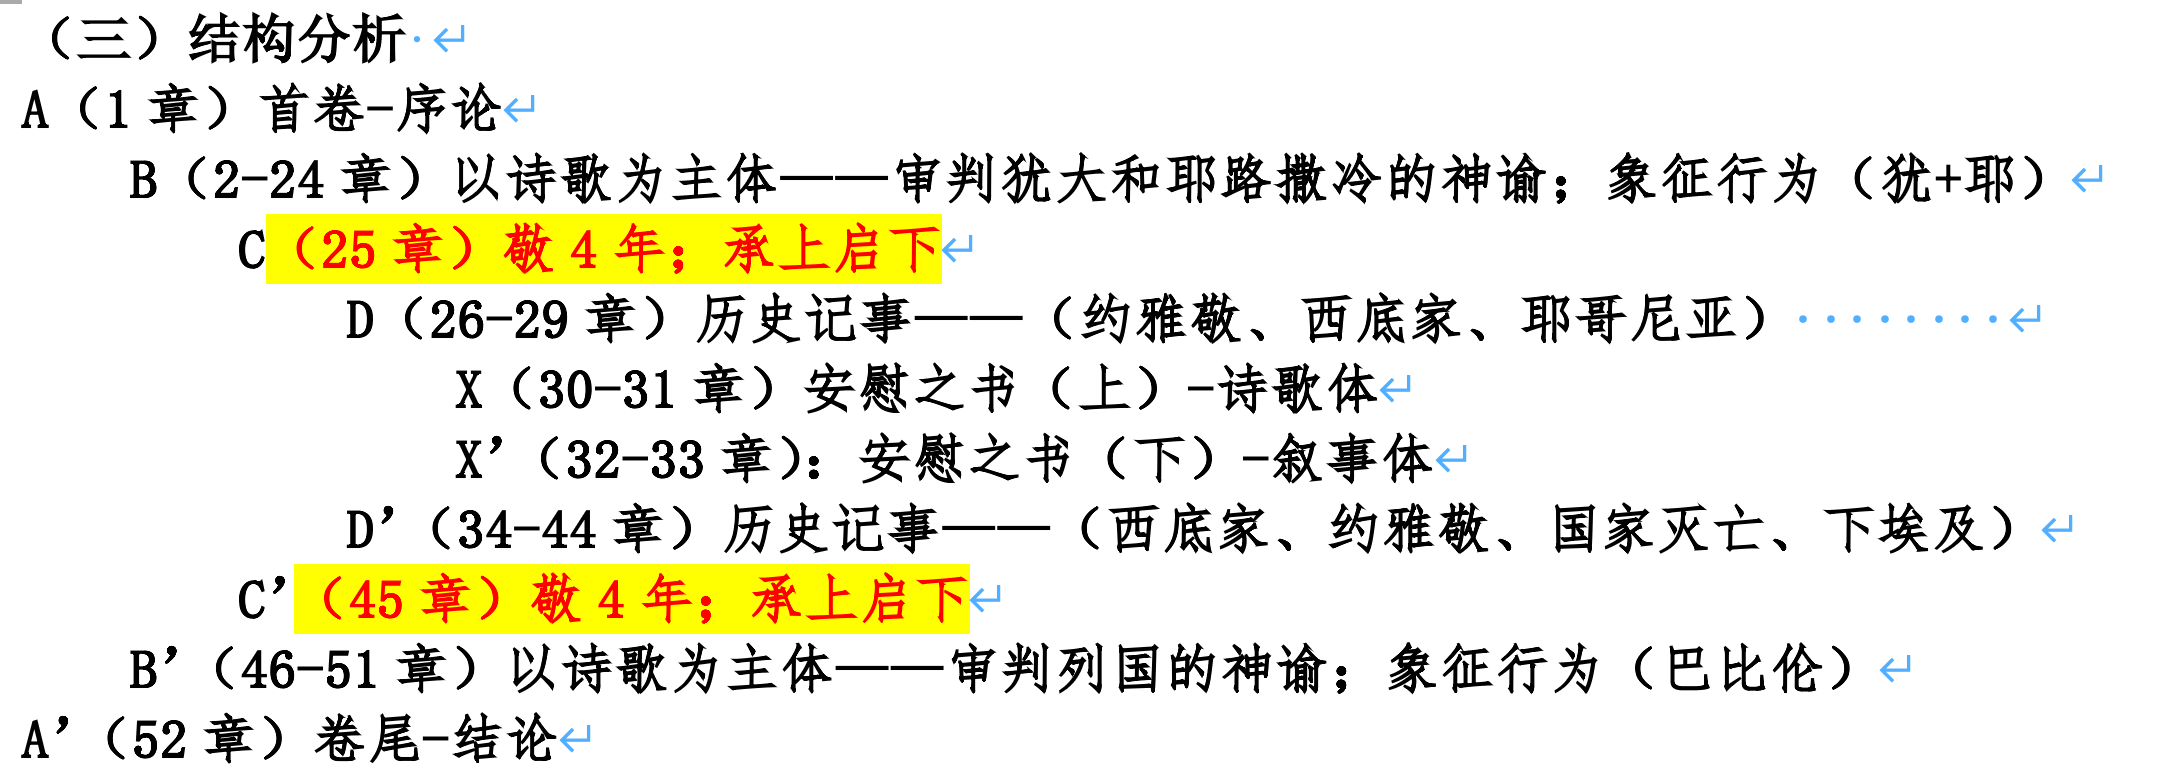 （三）结构分析
A（1 章）首卷-序论
B（2-24 章）以诗歌为主体——审判犹大和耶路撒冷的神谕；象征行为（犹+耶）
C（25 章）敬 4 年；承上启下
D（26-29 章）历史记事——（约雅敬、西底家、耶哥尼亚）
X（30-31 章）安慰之书（上）-诗歌体
X’（32-33 章）：安慰之书（下）-叙事体
D’（34-44 章）历史记事——（西底家、约雅敬、国家灭亡、下埃及）
C’（45 章）敬 4 年；承上启下
B’（46-51 章）以诗歌为主体——审判列国的神谕；象征行为（巴比伦）
A’（52 章）卷尾-结论